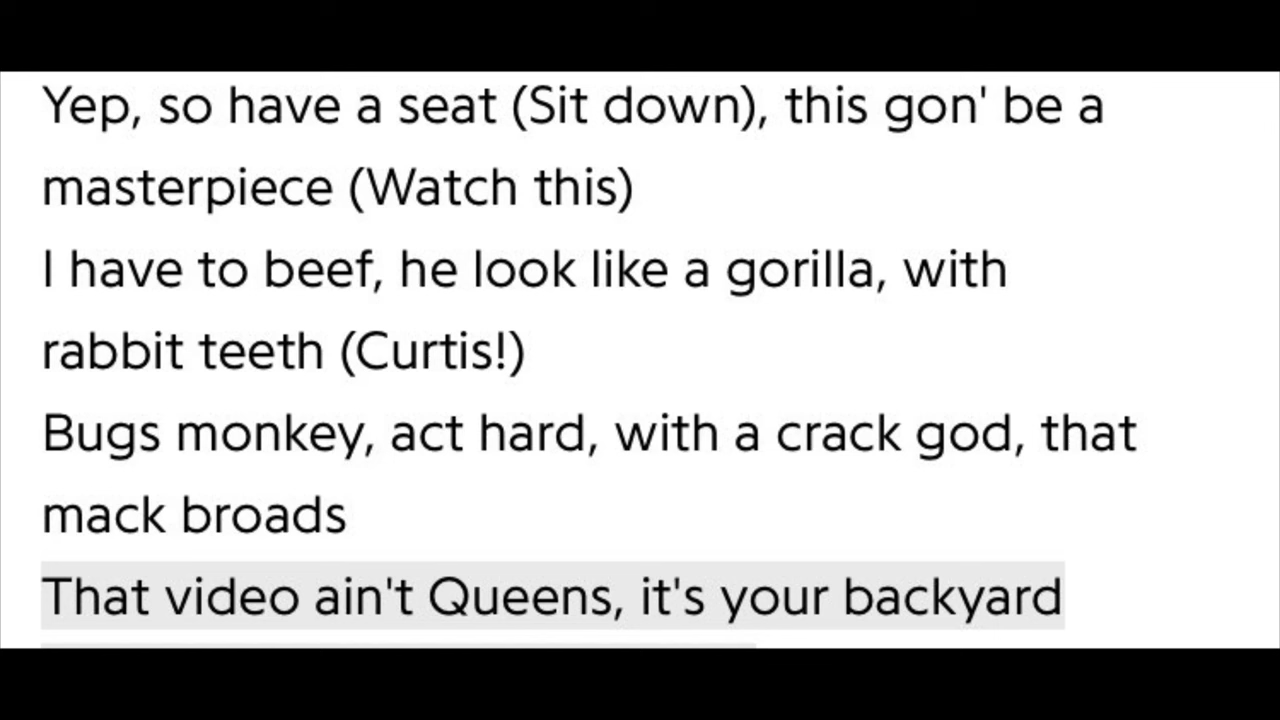 Yep, so have a seat (Sit down), this gon' be a
masterpiece (Watch this)
I have to beef, he look like a gorilla, with
rabbit teeth (Curtis!)
Bugs monkey, act hard, with a crack god, that
mack broads
That video ain't Queens, it's your backyard